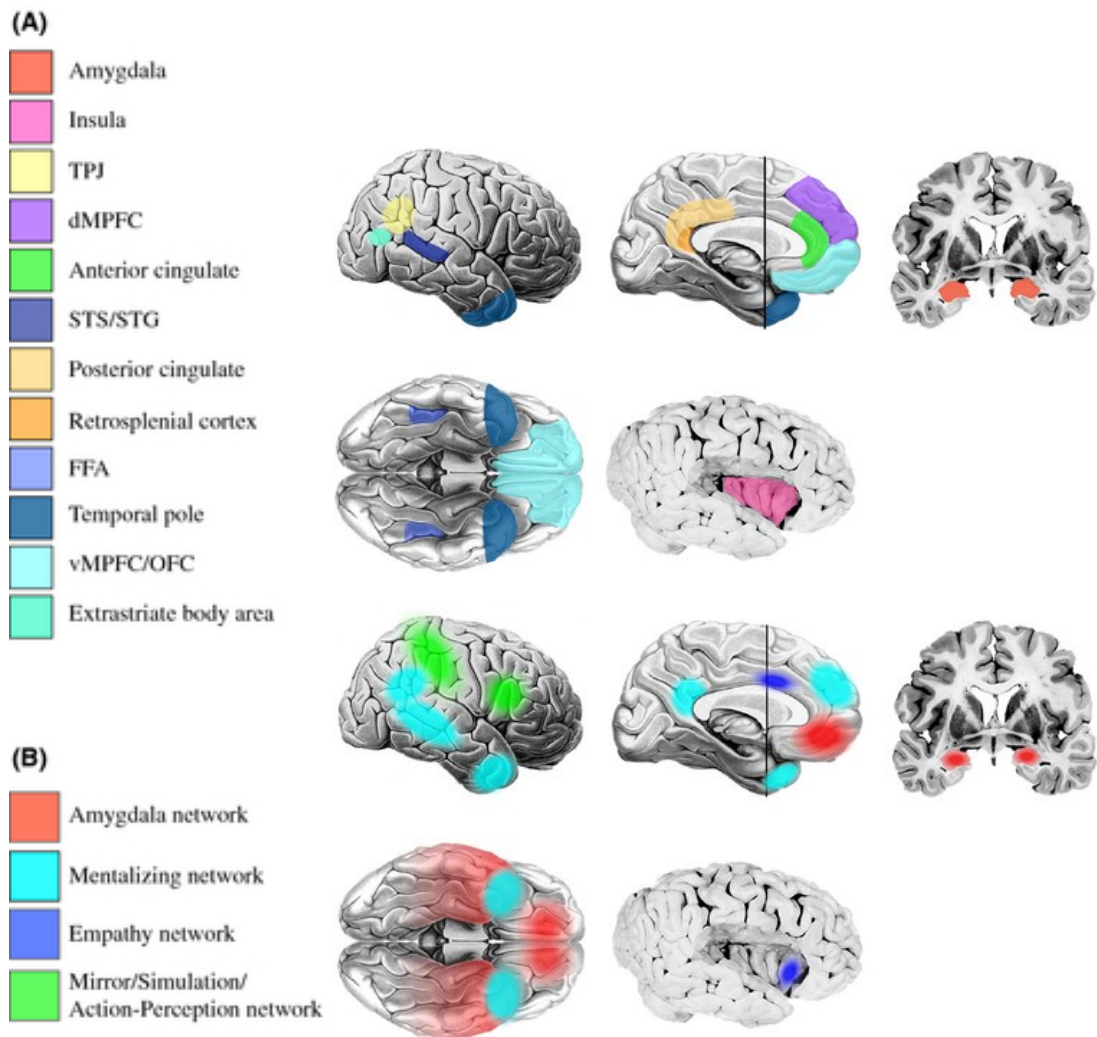 (A)
Amygdala
Insula
TPJ
dMPFC
Anterior cingulate
STS/STG
Posterior cingulate
Retrosplenial cortex
FFA
Temporal pole
vMPFC/OFC
Extrastriate body area
(B)
Amygdala network
Mentalizing network
Empathy network
Mirror/Simulation/
Action-Perception network